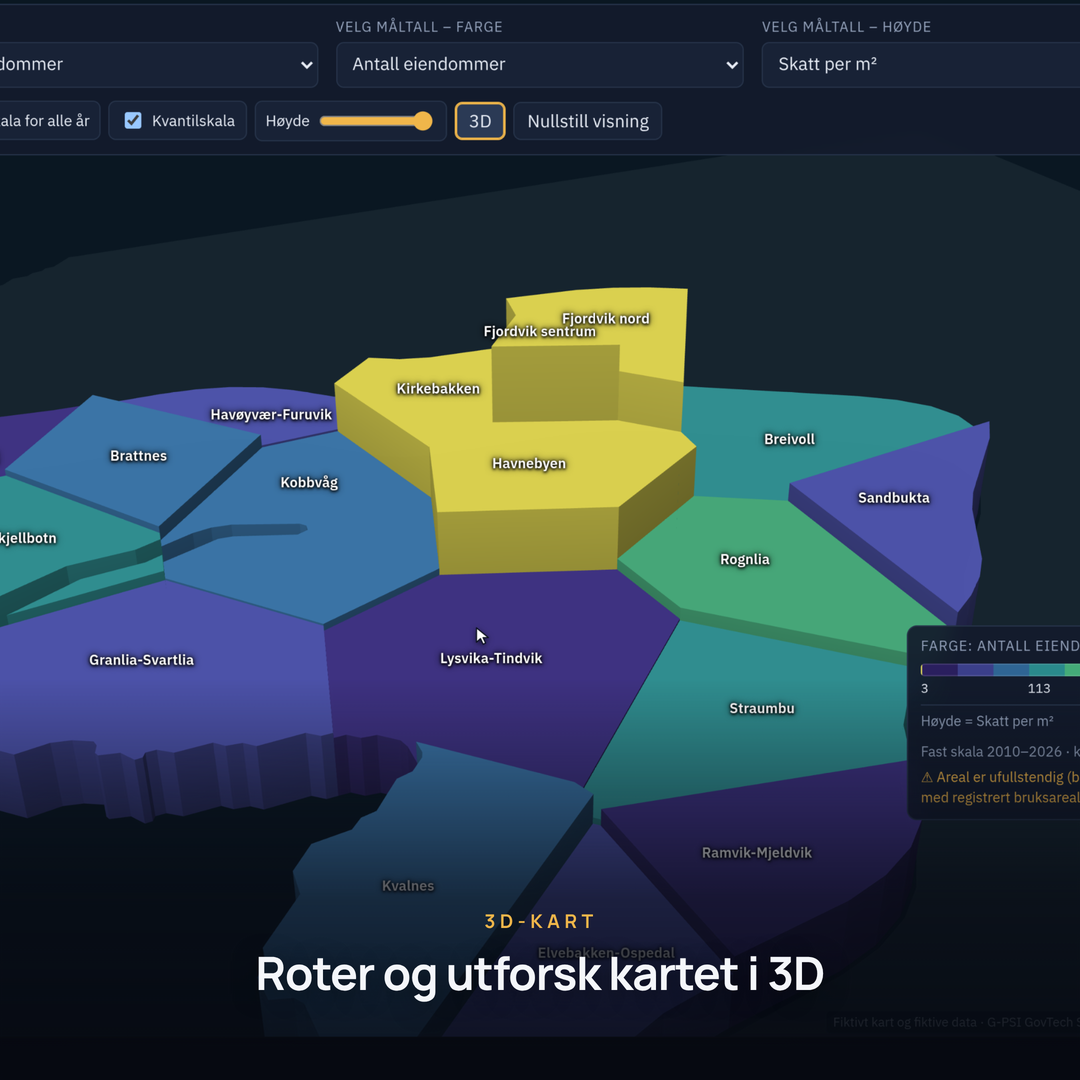 VELG MÅLTALL – FARGE
VELG MÅLTALL – HØYDE
dommer
Antall eiendommer
Skatt per m²
ala for alle år
Kvantilskala
Høyde
3D
Nullstill visning
Fjordvik nord
Fjordvik sentrum
Kirkebakken
Havøyvær-Furuvik
Brattnes
Breivoll
Havnebyen
Kobbvåg
Sandbukta
kjellbotn
Rognlia
Granlia-Svartlia
Lysvika-Tindvik
Straumbu
FARGE: ANTALL EIEND
3
113
Høyde = Skatt per m²
Fast skala 2010–2026 · k
⚠ Areal er ufullstendig (b
med registrert bruksareal
Ramvik-Mjeldvik
Kvalnes
3D-KART
Elvebakken-Ospedal
Roter og utforsk kartet i 3D
Fiktivt kart og fiktive data · G-PSI GovTech S